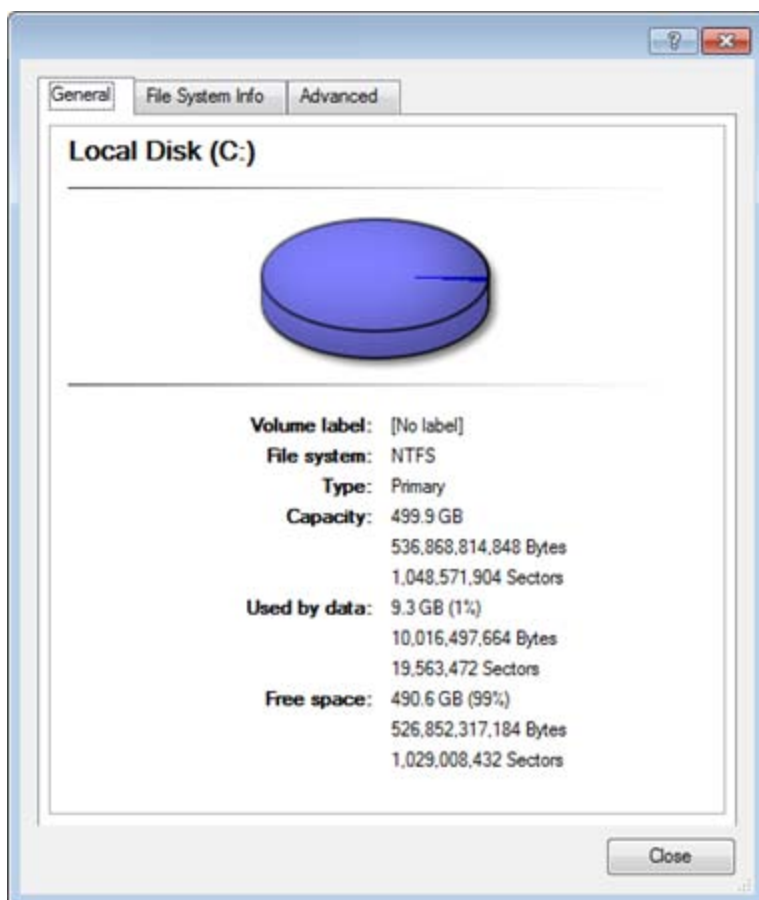 General File System Info Advanced
Local Disk (C:)
Volume label: [No label]
File system: NTFS
Type: Primary
Capacity: 499.9 GB
536,868,814,848 Bytes
1,048,571,904 Sectors
Used by data: 9.3 GB (1%)
10,016,497,664 Bytes
19,563,472 Sectors
Free space: 490.6 GB (99%)
526,852,317,184 Bytes
1,029,008,432 Sectors
Close